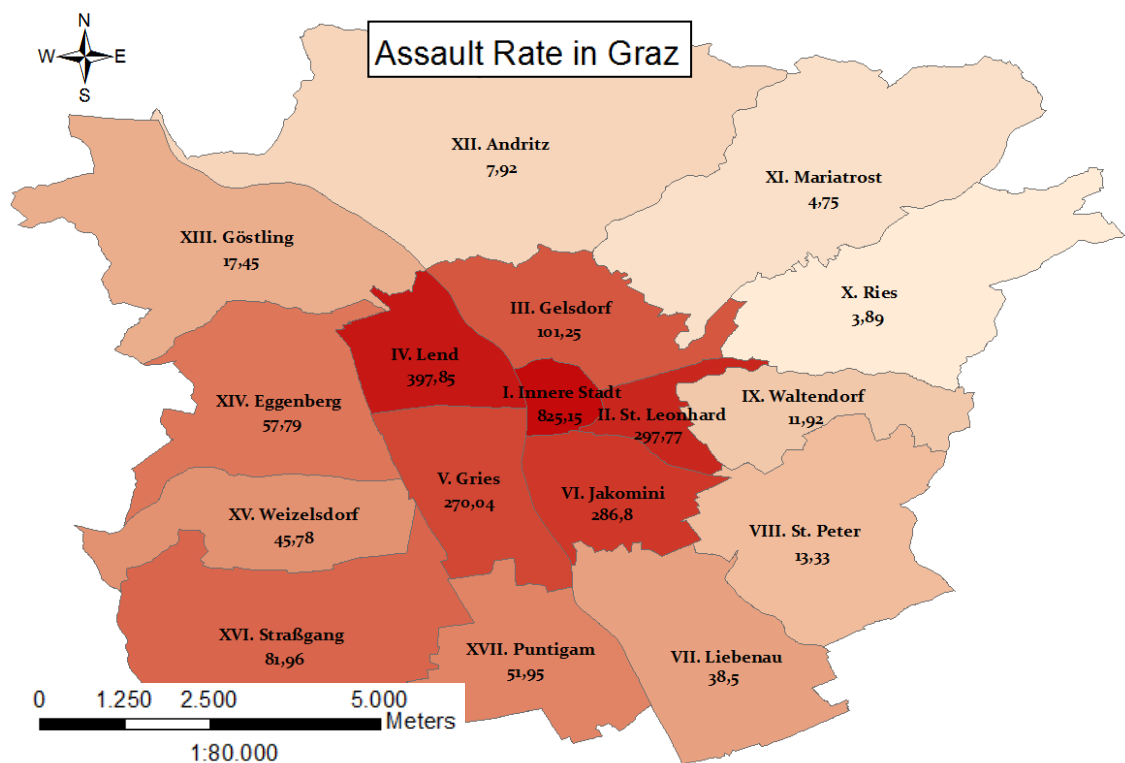 N
W E
S
Assault Rate in Graz
XII. Andritz
7,92
XI. Mariatrost
4,75
XIII. Göstling
17,45
X. Ries
3,89
III. Gelsdorf
101,25
IV. Lend
397,85
I. Innere Stadt
825,15
II. St. Leonhard
297,77
IX. Waltendorf
11,92
XIV. Eggenberg
57,79
V. Gries
270,04
VI. Jakomini
286,8
XV. Weizelsdorf
45,78
VIII. St. Peter
13,33
XVI. Straßgang
81,96
XVII. Puntigam
51,95
VII. Liebenau
38,5
0 1.250 2.500 5.000
Meters
1:80.000